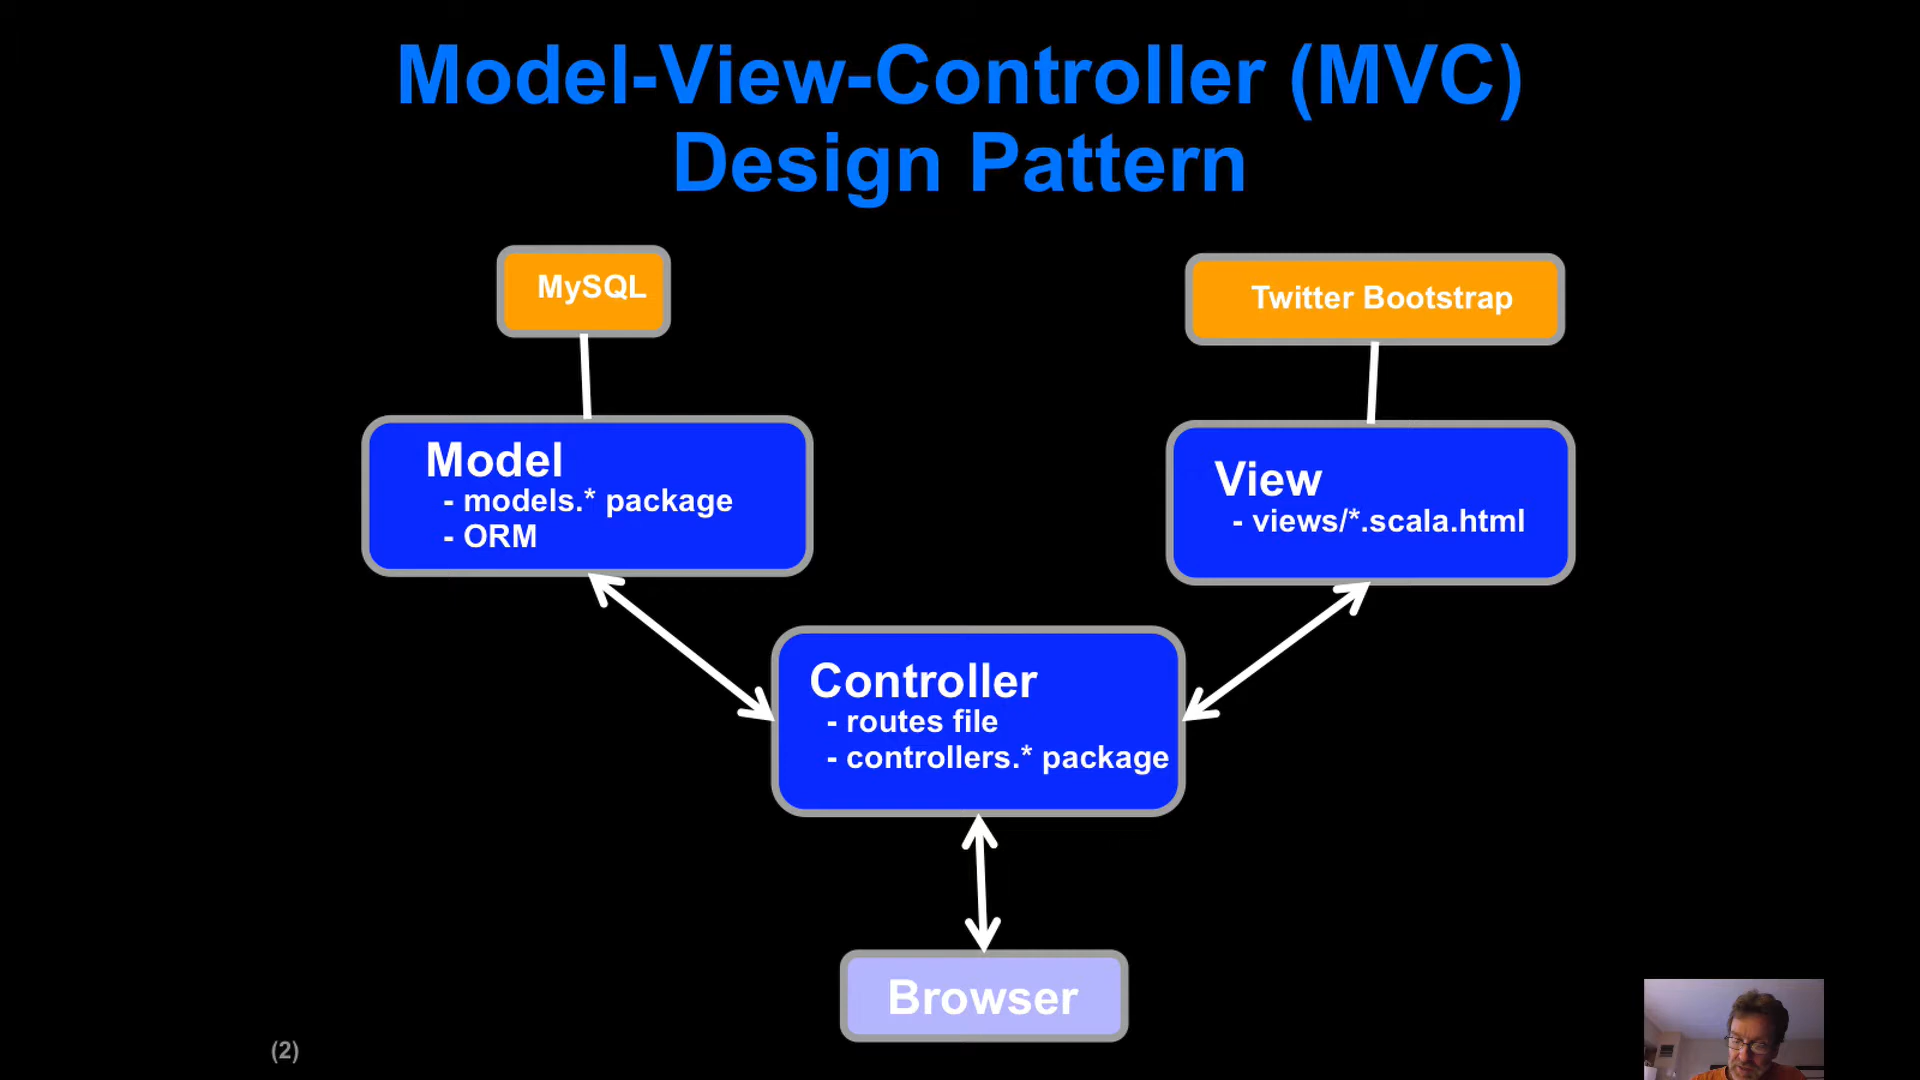 Model-View-Controller (MVC)
Design Pattern
MySQL
Twitter Bootstrap
Model
- models.* package
- ORM
View
- views/*.scala.html
Controller
- routes file
- controllers.* package
Browser
(2)